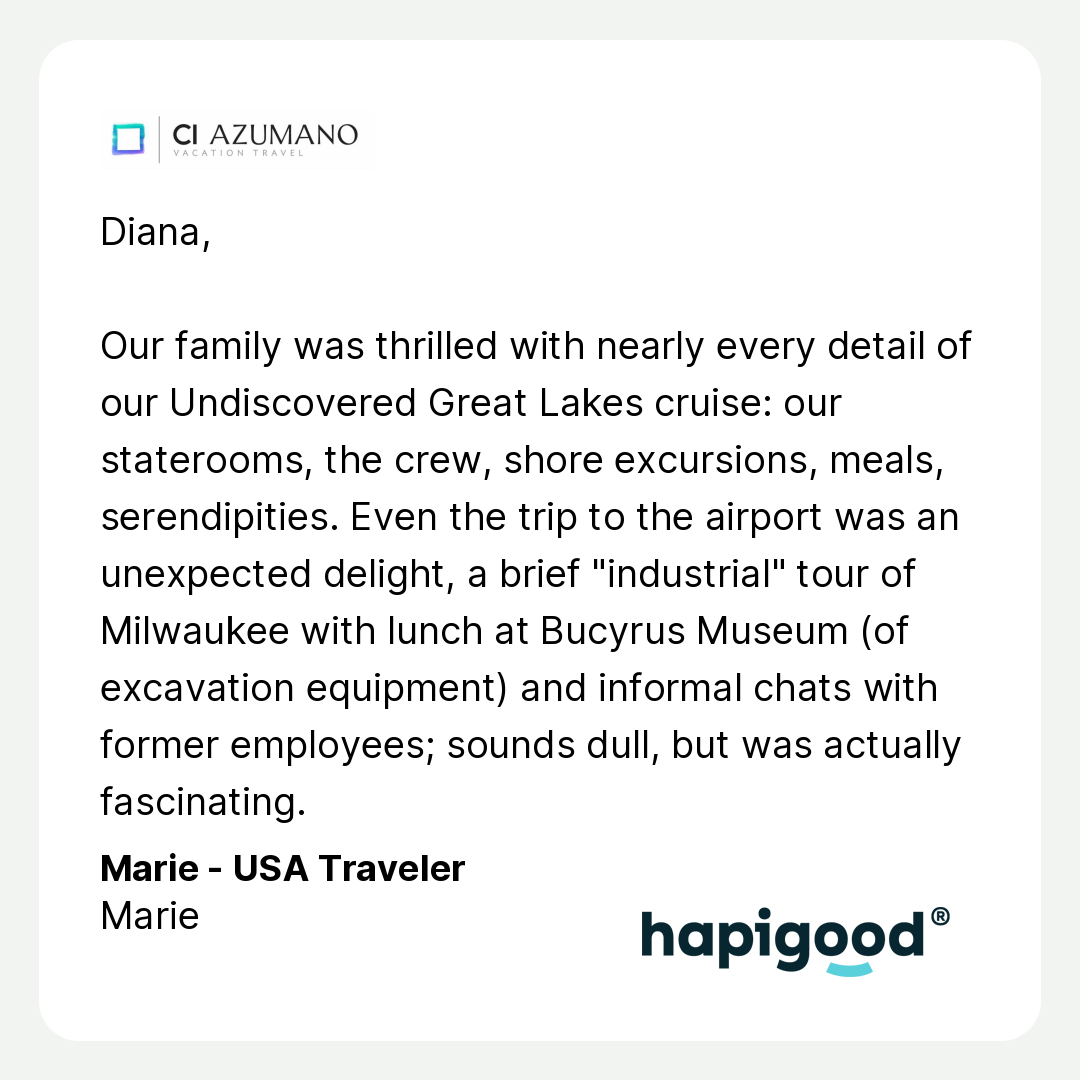 CI AZUMANO
VACATION TRAVEL
Diana,
Our family was thrilled with nearly every detail of
our Undiscovered Great Lakes cruise: our
staterooms, the crew, shore excursions, meals,
serendipities. Even the trip to the airport was an
unexpected delight, a brief "industrial" tour of
Milwaukee with lunch at Bucyrus Museum (of
excavation equipment) and informal chats with
former employees; sounds dull, but was actually
fascinating.
Marie - USA Traveler
Marie
hapigood®